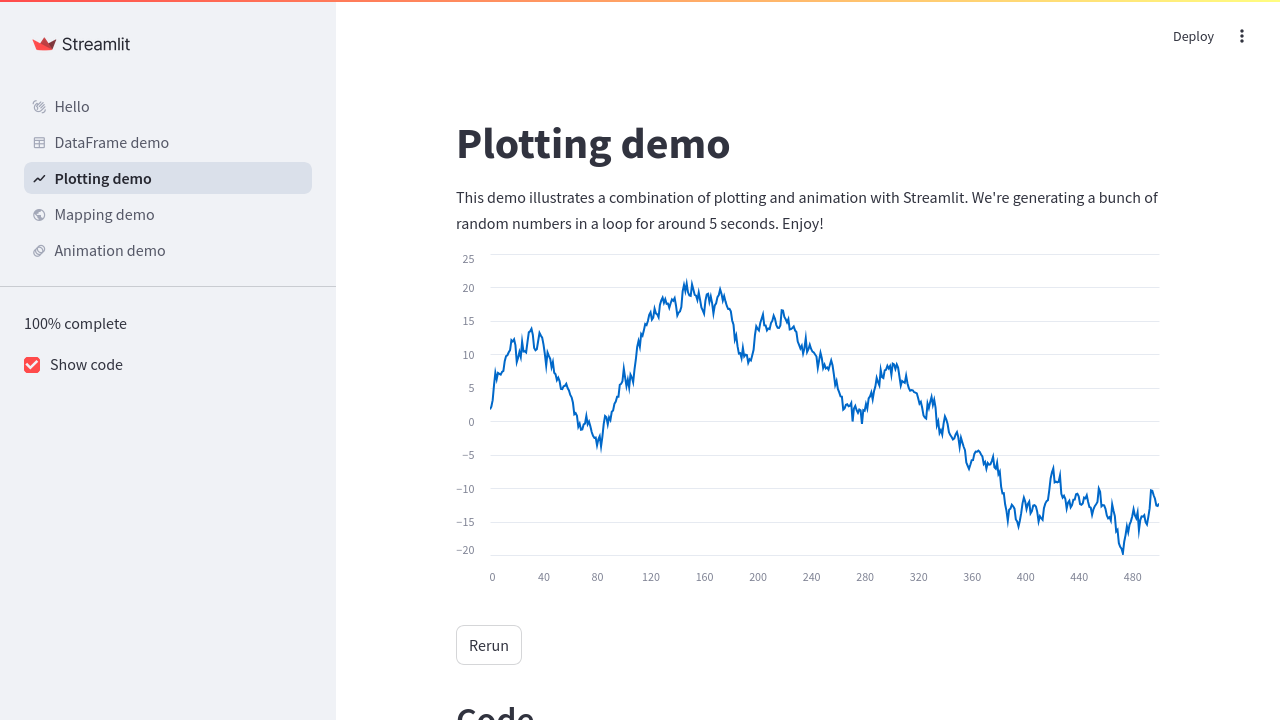 Streamlit
Deploy
Hello
DataFrame demo
Plotting demo
Mapping demo
Animation demo
100% complete
Show code
Plotting demo
This demo illustrates a combination of plotting and animation with Streamlit. We're generating a bunch of
random numbers in a loop for around 5 seconds. Enjoy!
25
20
15
10
5
0
−5
−10
−15
−20
0 40 80 120 160 200 240 280 320 360 400 440 480
Rerun
Code